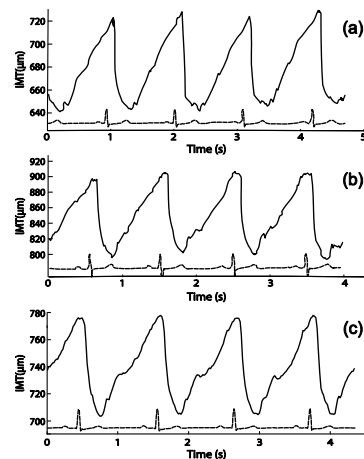 (a)
IMT(μm)
720
700
680
660
640
0 1 2 3 4 5
Time (s)
(b)
IMT(μm)
920
900
880
860
840
820
800
0 1 2 3 4
Time (s)
(c)
IMT(μm)
780
760
740
720
700
0 1 2 3 4
Time (s)